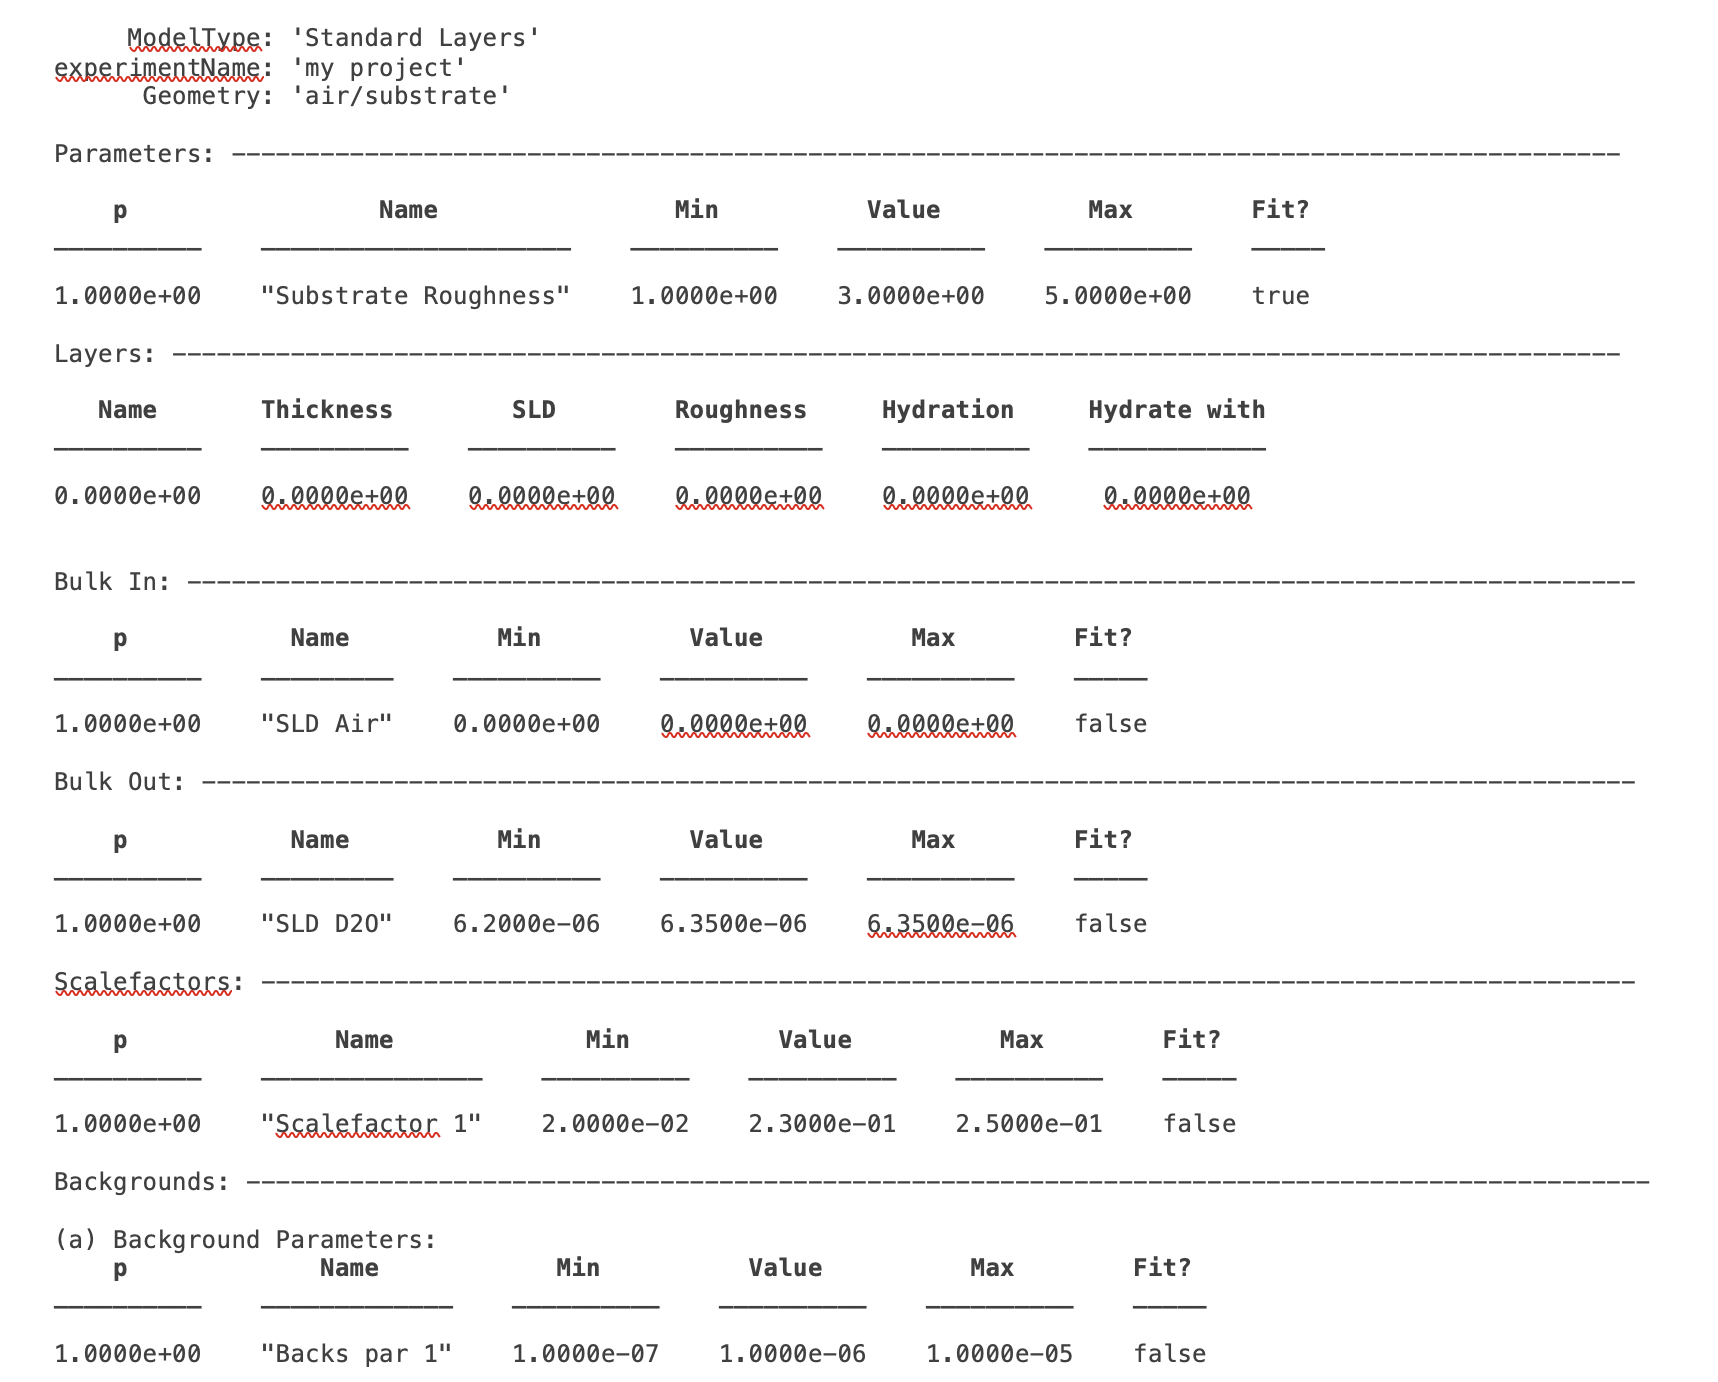 ModelType: 'Standard Layers'
experimentName: 'my project'
Geometry: 'air/substrate'
Parameters: -----------------------------------------------------------------------------------------------
p Name Min Value Max Fit?
1.0000e+00 "Substrate Roughness" 1.0000e+00 3.0000e+00 5.0000e+00 true
Layers: ---------------------------------------------------------------------------------------------------
Name Thickness SLD Roughness Hydration Hydrate with
0.0000e+00 0.0000e+00 0.0000e+00 0.0000e+00 0.0000e+00 0.0000e+00
Bulk In: ---------------------------------------------------------------------------------------------------
p Name Min Value Max Fit?
1.0000e+00 "SLD Air" 0.0000e+00 0.0000e+00 0.0000e+00 false
Bulk Out: --------------------------------------------------------------------------------------------------
p Name Min Value Max Fit?
1.0000e+00 "SLD D2O" 6.2000e-06 6.3500e-06 6.3500e-06 false
Scalefactors: ----------------------------------------------------------------------------------------------
p Name Min Value Max Fit?
1.0000e+00 "Scalefactor 1" 2.0000e-02 2.3000e-01 2.5000e-01 false
Backgrounds: ------------------------------------------------------------------------------------------------
(a) Background Parameters:
p Name Min Value Max Fit?
1.0000e+00 "Backs par 1" 1.0000e-07 1.0000e-06 1.0000e-05 false